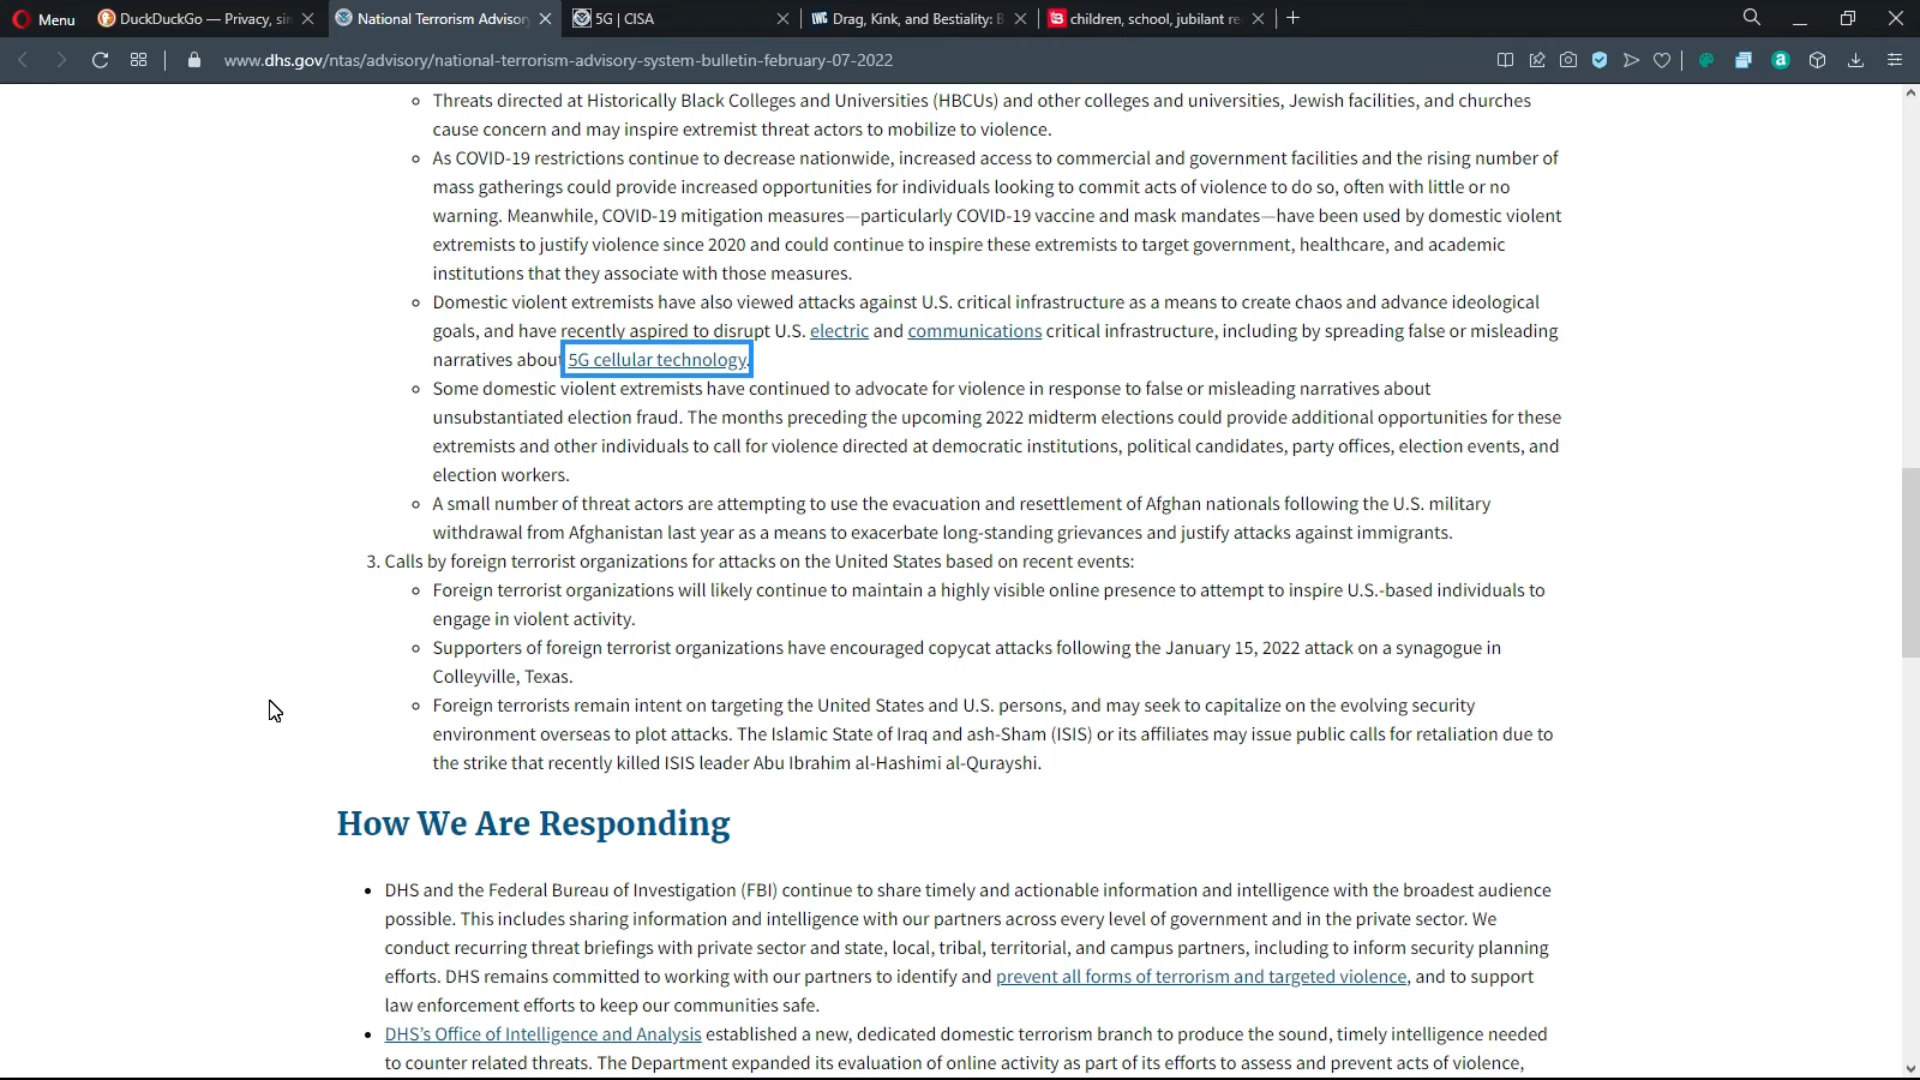 Menu
DuckDuckGo — Privacy, sin
National Terrorism Advisor
5G | CISA
Drag, Kink, and Bestiality: B
children, school, jubilant re
www.dhs.gov/ntas/advisory/national-terrorism-advisory-system-bulletin-february-07-2022
Threats directed at Historically Black Colleges and Universities (HBCUs) and other colleges and universities, Jewish facilities, and churches
cause concern and may inspire extremist threat actors to mobilize to violence.
As COVID-19 restrictions continue to decrease nationwide, increased access to commercial and government facilities and the rising number of
mass gatherings could provide increased opportunities for individuals looking to commit acts of violence to do so, often with little or no
warning. Meanwhile, COVID-19 mitigation measures—particularly COVID-19 vaccine and mask mandates—have been used by domestic violent
extremists to justify violence since 2020 and could continue to inspire these extremists to target government, healthcare, and academic
institutions that they associate with those measures.
Domestic violent extremists have also viewed attacks against U.S. critical infrastructure as a means to create chaos and advance ideological
goals, and have recently aspired to disrupt U.S. electric and communications critical infrastructure, including by spreading false or misleading
narratives about 5G cellular technology.
Some domestic violent extremists have continued to advocate for violence in response to false or misleading narratives about
unsubstantiated election fraud. The months preceding the upcoming 2022 midterm elections could provide additional opportunities for these
extremists and other individuals to call for violence directed at democratic institutions, political candidates, party offices, election events, and
election workers.
A small number of threat actors are attempting to use the evacuation and resettlement of Afghan nationals following the U.S. military
withdrawal from Afghanistan last year as a means to exacerbate long-standing grievances and justify attacks against immigrants.
3. Calls by foreign terrorist organizations for attacks on the United States based on recent events:
Foreign terrorist organizations will likely continue to maintain a highly visible online presence to attempt to inspire U.S.-based individuals to
engage in violent activity.
Supporters of foreign terrorist organizations have encouraged copycat attacks following the January 15, 2022 attack on a synagogue in
Colleyville, Texas.
Foreign terrorists remain intent on targeting the United States and U.S. persons, and may seek to capitalize on the evolving security
environment overseas to plot attacks. The Islamic State of Iraq and ash-Sham (ISIS) or its affiliates may issue public calls for retaliation due to
the strike that recently killed ISIS leader Abu Ibrahim al-Hashimi al-Qurayshi.
How We Are Responding
DHS and the Federal Bureau of Investigation (FBI) continue to share timely and actionable information and intelligence with the broadest audience
possible. This includes sharing information and intelligence with our partners across every level of government and in the private sector. We
conduct recurring threat briefings with private sector and state, local, tribal, territorial, and campus partners, including to inform security planning
efforts. DHS remains committed to working with our partners to identify and prevent all forms of terrorism and targeted violence, and to support
law enforcement efforts to keep our communities safe.
DHS's Office of Intelligence and Analysis established a new, dedicated domestic terrorism branch to produce the sound, timely intelligence needed
to counter related threats. The Department expanded its evaluation of online activity as part of its efforts to assess and prevent acts of violence,